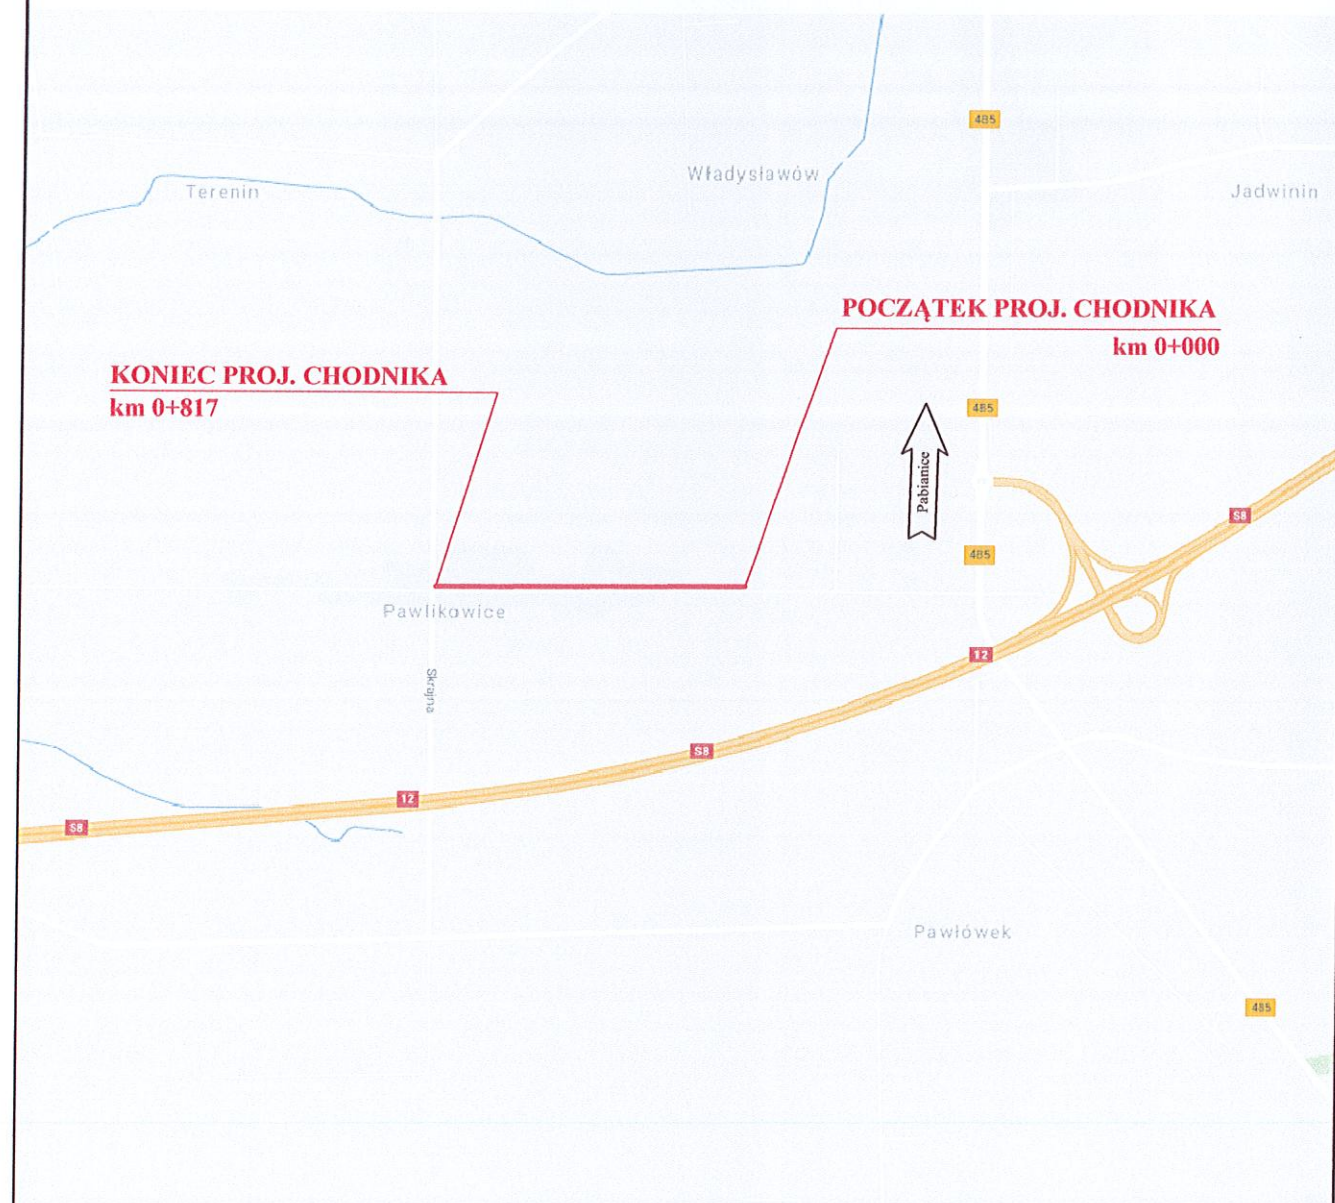 485
Władysławów
Terenin
Jadwinin
POCZĄTEK PROJ. CHODNIKA
km 0+000
KONIEC PROJ. CHODNIKA
km 0+817
485
Pabianice
S8
485
Pawlikowice
12
Skrajna
S8
12
S8
Pawłówek
485